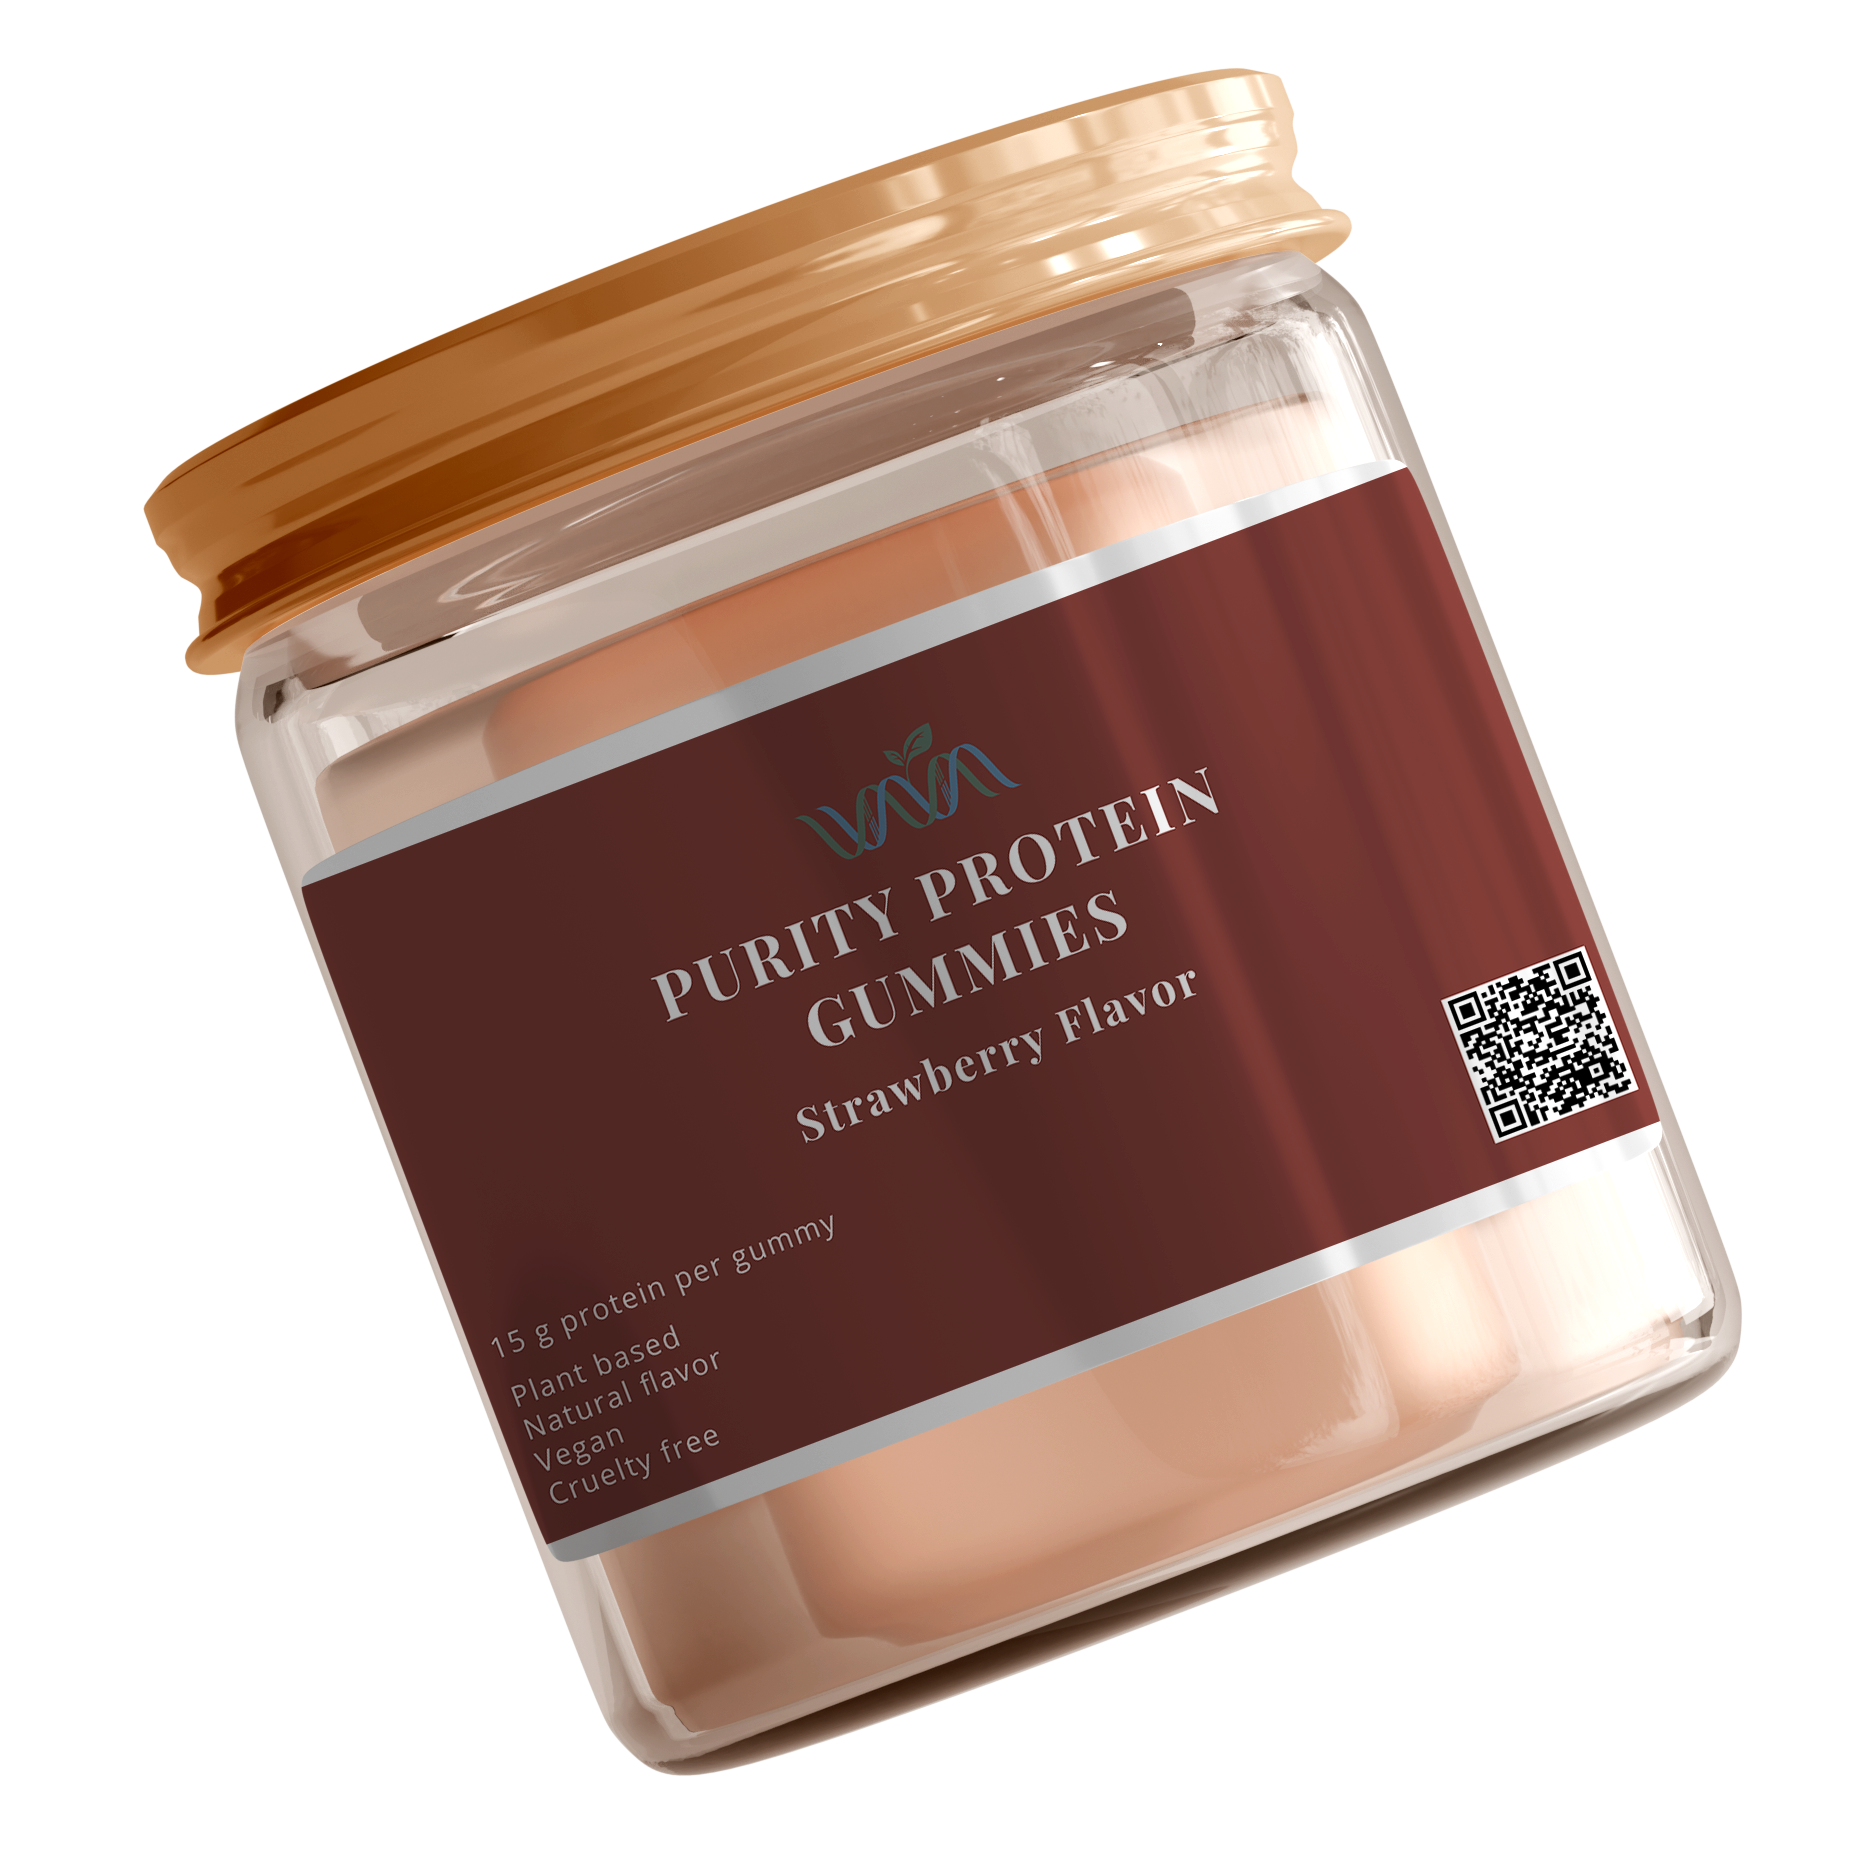 PURITY PROTEIN
GUMMIES
Strawberry Flavor
15 g protein per gummy
Plant based
Natural flavor
Vegan
Cruelty free